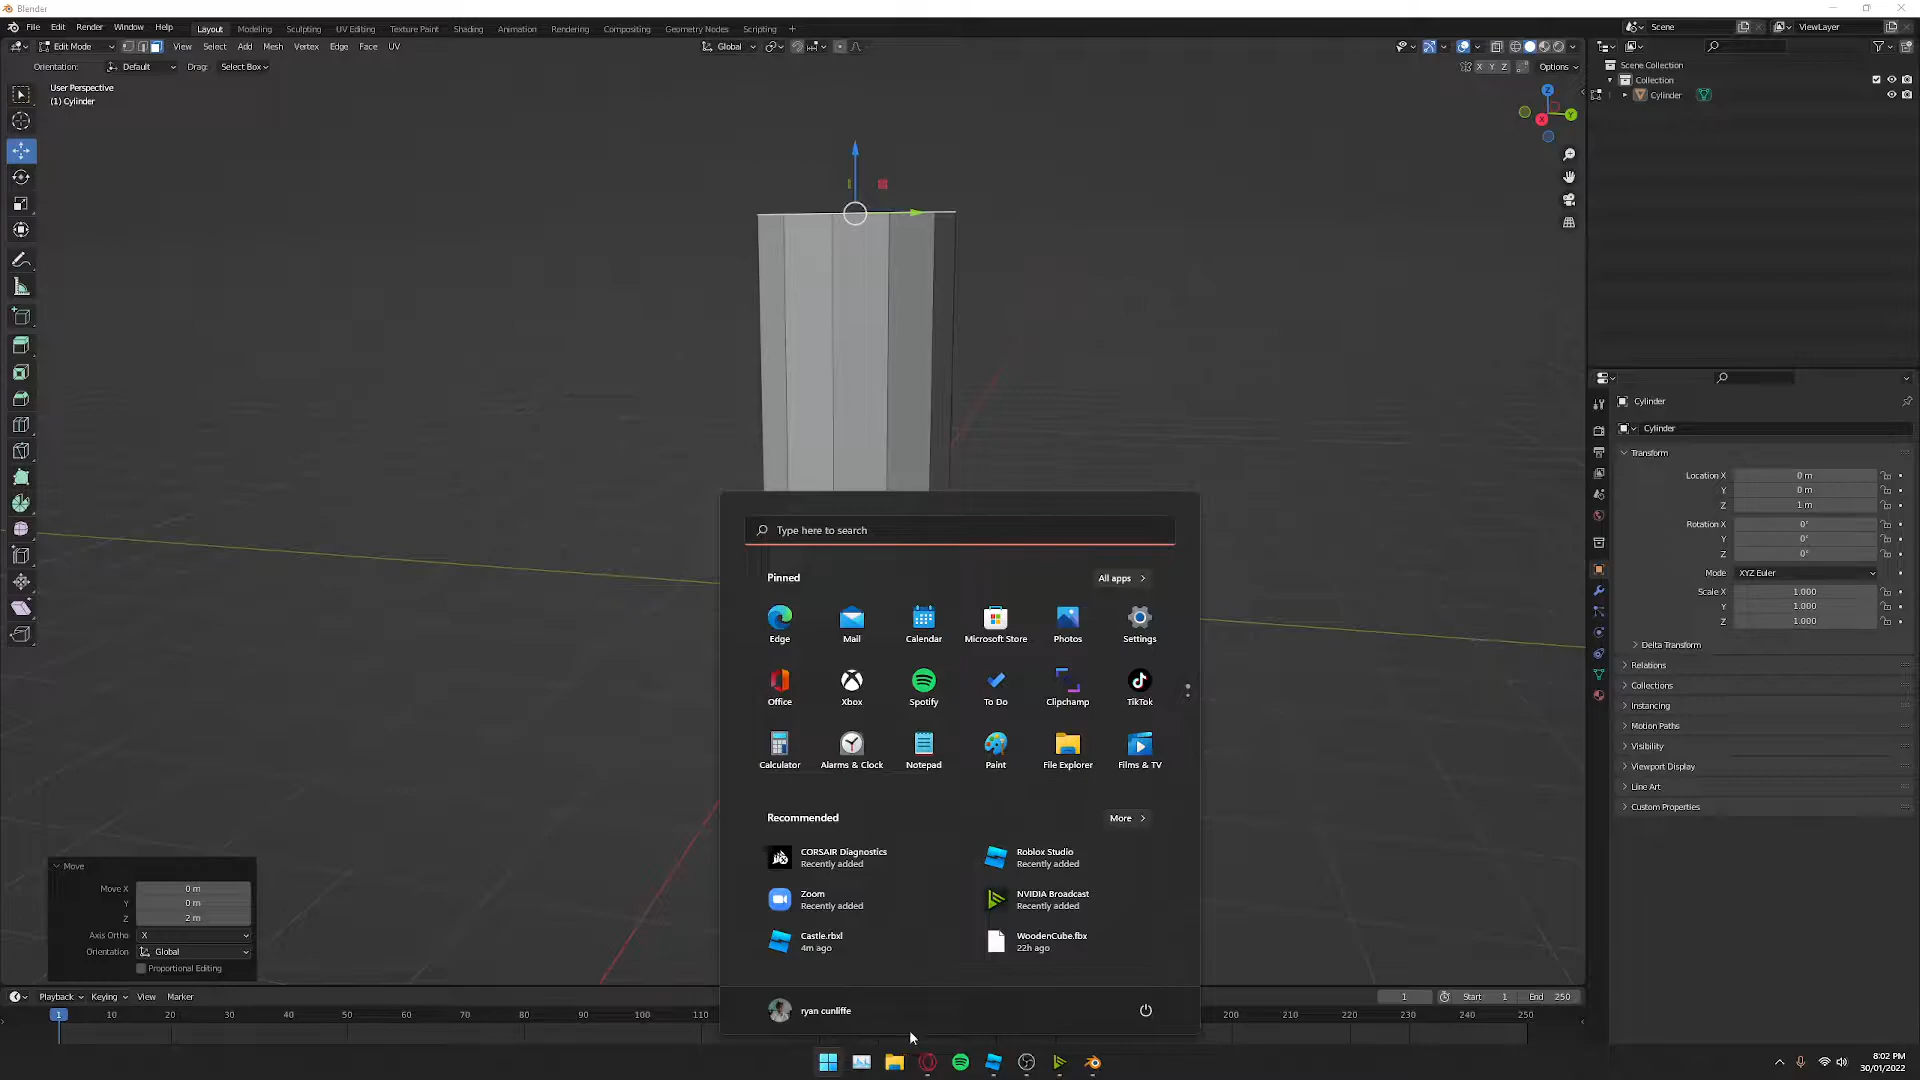 Blender
File Edit Render Window Help
Layout Modeling Sculpting UV Editing Texture Paint Shading Animation Rendering Compositing Geometry Nodes Scripting +
Scene
ViewLayer
Edit Mode
View Select Add Mesh Vertex Edge Face UV
Global
Orientation: Default Drag: Select Box
X Y Z Options
User Perspective
(1) Cylinder
Scene Collection
Collection
Cylinder
Z
Y
X
Cylinder
Cylinder
Transform
Location X 0 m
Y 0 m
Z 1 m
Rotation X 0°
Y 0°
Z 0°
Mode XYZ Euler
Scale X 1.000
Y 1.000
Z 1.000
Delta Transform
Relations
Collections
Instancing
Motion Paths
Visibility
Viewport Display
Line Art
Custom Properties
Type here to search
Pinned
All apps
Edge Mail Calendar Microsoft Store Photos Settings
Office Xbox Spotify To Do Clipchamp TikTok
Calculator Alarms & Clock Notepad Paint File Explorer Films & TV
Recommended
More
CORSAIR Diagnostics
Recently added
Roblox Studio
Recently added
Zoom
Recently added
NVIDIA Broadcast
Recently added
Castle.rbxl
4m ago
WoodenCube.fbx
22h ago
ryan cunliffe
Move
Move X 0 m
Y 0 m
Z 2 m
Axis Ortho X
Orientation Global
Proportional Editing
Playback Keying View Marker
1 Start 1 End 250
1 10 20 30 40 50 60 70 80 90 100 110 200 210 220 230 240 250
8:02 PM
30/01/2022